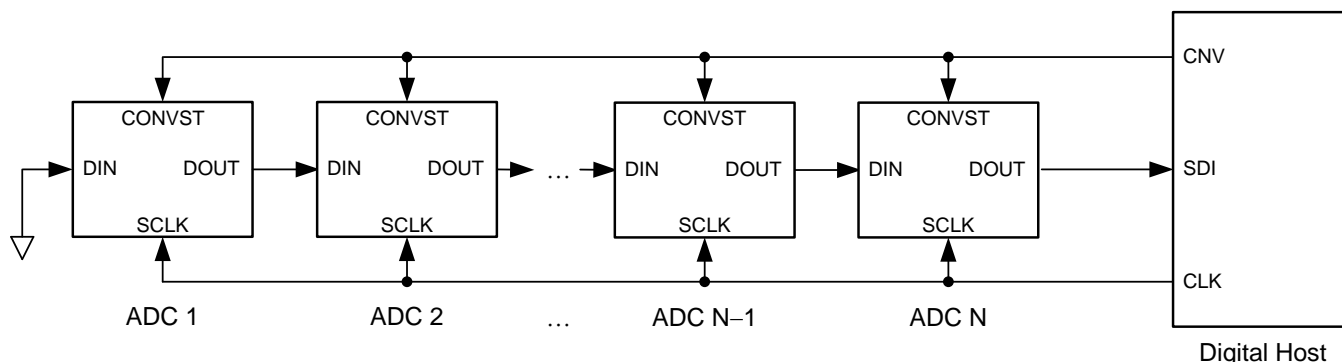 CNV
CONVST
CONVST
CONVST
CONVST
DIN DOUT
DIN DOUT
...
DIN DOUT
DIN DOUT
SDI
SCLK
SCLK
SCLK
SCLK
CLK
ADC 1
ADC 2
...
ADC N−1
ADC N
Digital Host